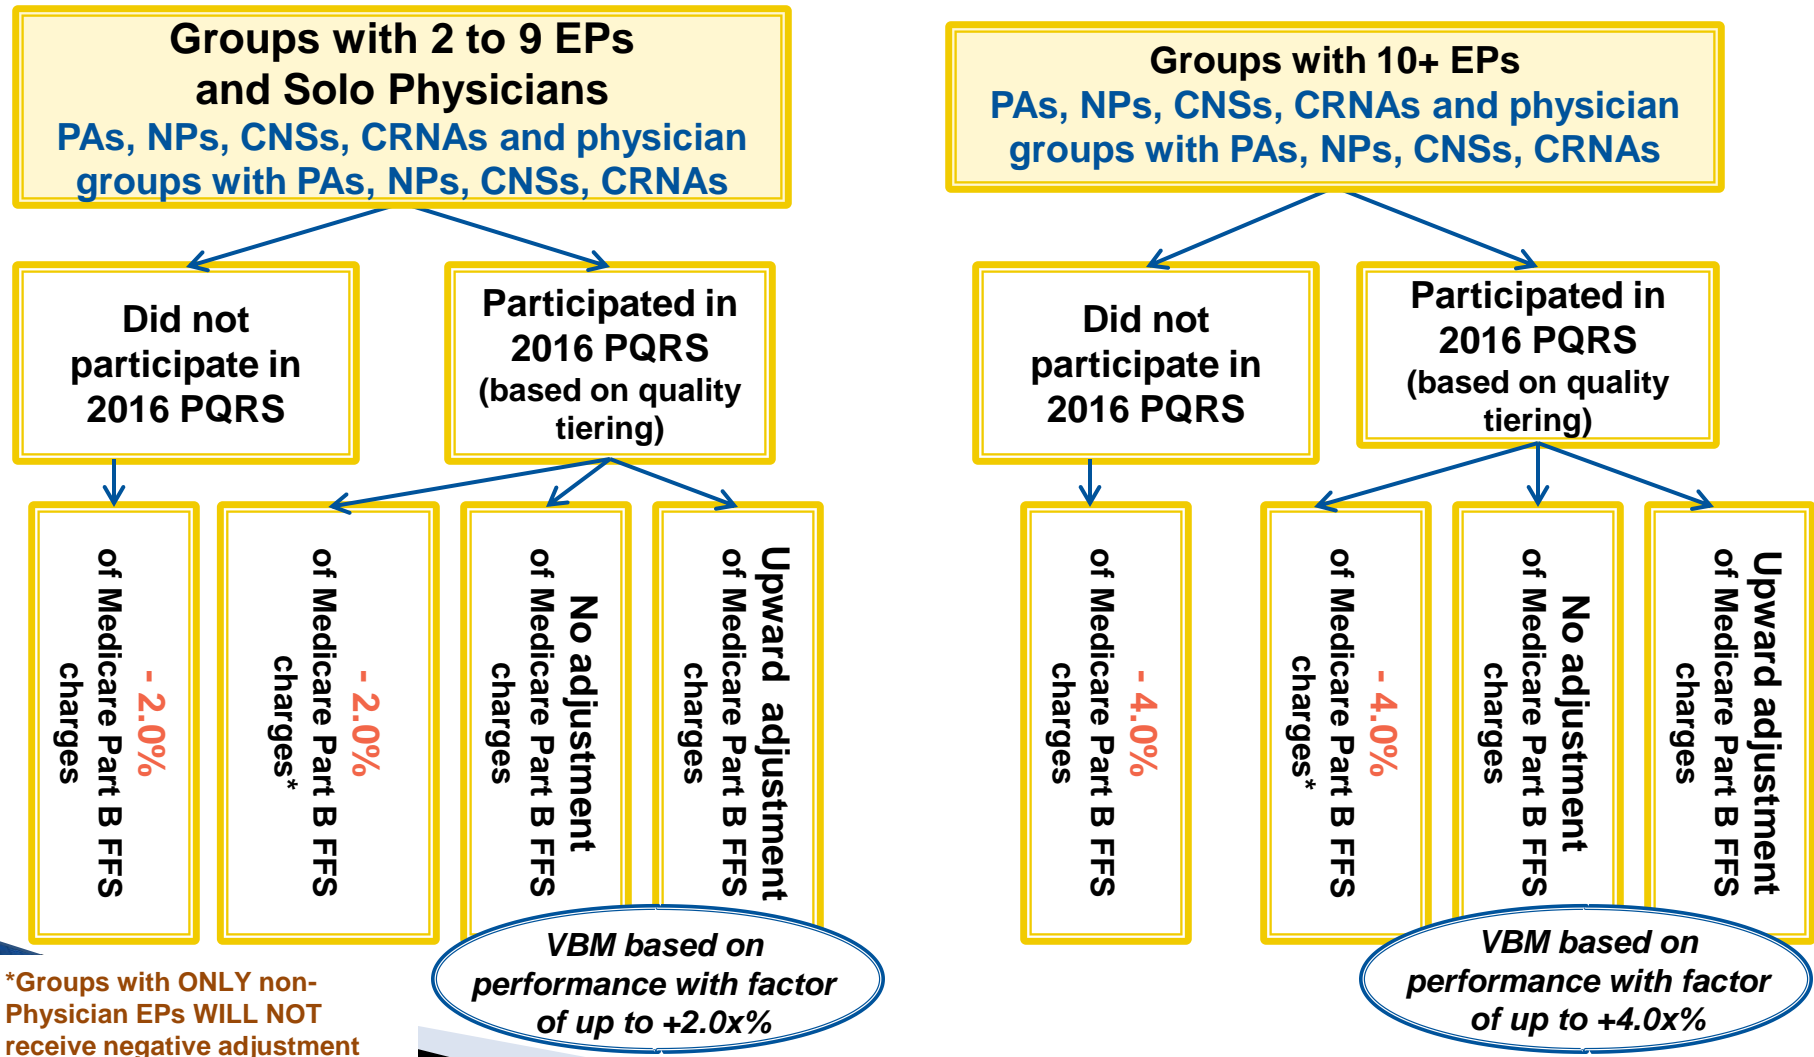 Groups with 2 to 9 EPs
and Solo Physicians
PAs, NPs, CNSs, CRNAs and physician
groups with PAs, NPs, CNSs, CRNAs
Did not
participate in
2016 PQRS
Participated in
2016 PQRS
(based on quality
tiering)
- 2.0%
of Medicare Part B FFS
charges
- 2.0%
of Medicare Part B FFS
charges*
No adjustment
of Medicare Part B FFS
charges
Upward adjustment
of Medicare Part B FFS
charges
VBM based on
performance with factor
of up to +2.0x%
*Groups with ONLY non-
Physician EPs WILL NOT
receive negative adjustment
Groups with 10+ EPs
PAs, NPs, CNSs, CRNAs and physician
groups with PAs, NPs, CNSs, CRNAs
Did not
participate in
2016 PQRS
Participated in
2016 PQRS
(based on quality
tiering)
- 4.0%
of Medicare Part B FFS
charges
- 4.0%
of Medicare Part B FFS
charges*
No adjustment
of Medicare Part B FFS
charges
Upward adjustment
of Medicare Part B FFS
charges
VBM based on
performance with factor
of up to +4.0x%